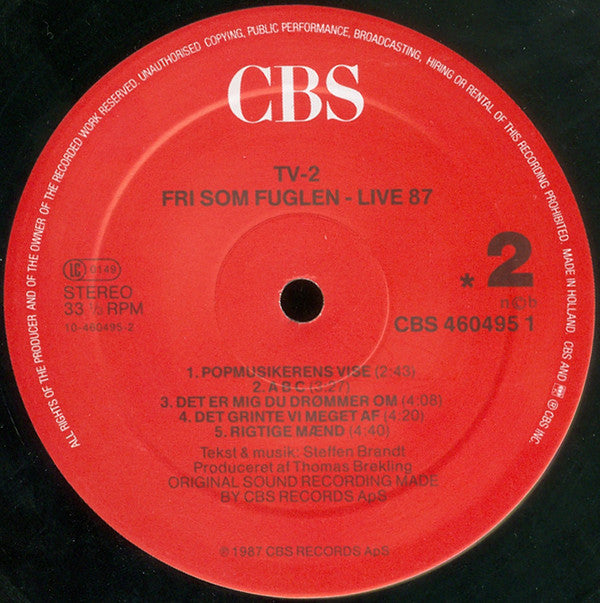 ALL RIGHTS OF THE PRODUCER AND OF THE OWNER OF THE RECORDED WORK RESERVED. UNAUTHORISED COPYING, PUBLIC PERFORMANCE, BROADCASTING, HIRING OR RENTAL OF THIS RECORDING PROHIBITED. MADE IN HOLLAND. CBS AND ℗ CBS INC.
CBS
TV-2
FRI SOM FUGLEN - LIVE 87
LC 0149
STEREO
33 ⅓ RPM
10-460495-2
* 2
n©b
CBS 460495 1
1. POPMUSIKERENS VISE (2:43)
2. A B C (3:27)
3. DET ER MIG DU DRØMMER OM (4:08)
4. DET GRINTE VI MEGET AF (4:20)
5. RIGTIGE MÆND (4:40)
Tekst & musik: Steffen Brandt
Produceret af Thomas Brekling
ORIGINAL SOUND RECORDING MADE
BY CBS RECORDS ApS
℗ 1987 CBS RECORDS ApS